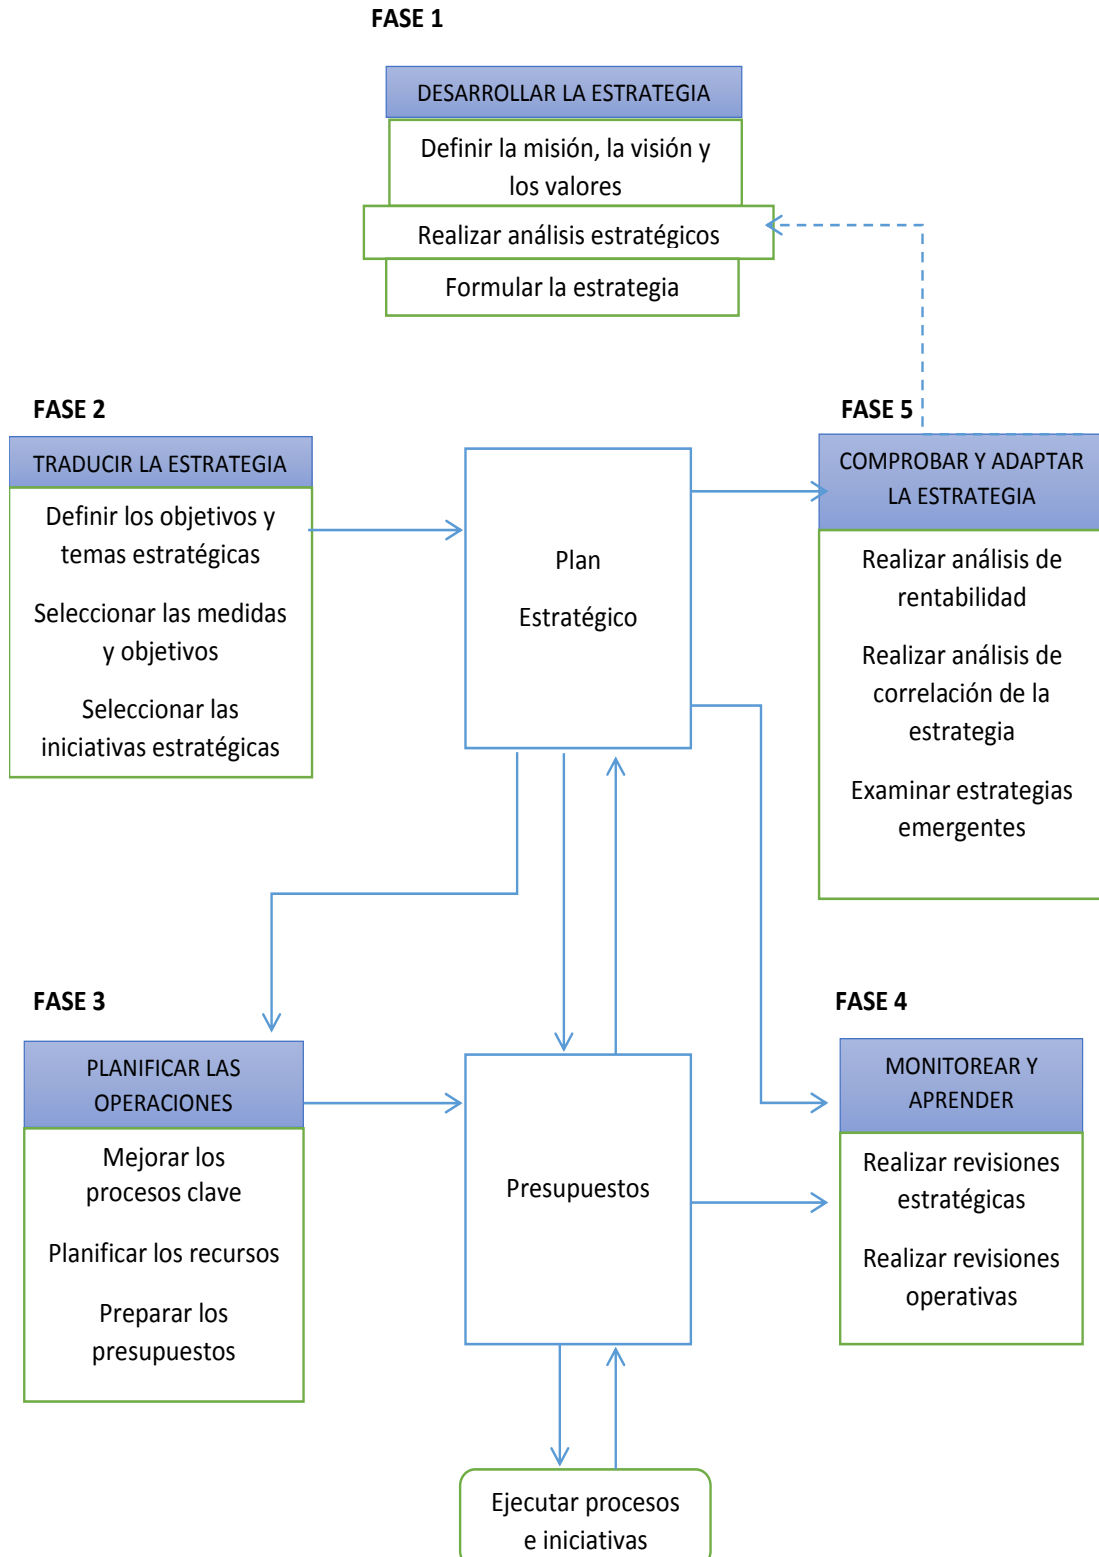 FASE 1
DESARROLLAR LA ESTRATEGIA
Definir la misión, la visión y
los valores
Realizar análisis estratégicos
Formular la estrategia
FASE 2
TRADUCIR LA ESTRATEGIA
Definir los objetivos y
temas estratégicas
Seleccionar las medidas
y objetivos
Seleccionar las
iniciativas estratégicas
Plan
Estratégico
FASE 5
COMPROBAR Y ADAPTAR
LA ESTRATEGIA
Realizar análisis de
rentabilidad
Realizar análisis de
correlación de la
estrategia
Examinar estrategias
emergentes
FASE 3
PLANIFICAR LAS
OPERACIONES
Mejorar los
procesos clave
Planificar los recursos
Preparar los
presupuestos
Presupuestos
FASE 4
MONITOREAR Y
APRENDER
Realizar revisiones
estratégicas
Realizar revisiones
operativas
Ejecutar procesos
e iniciativas